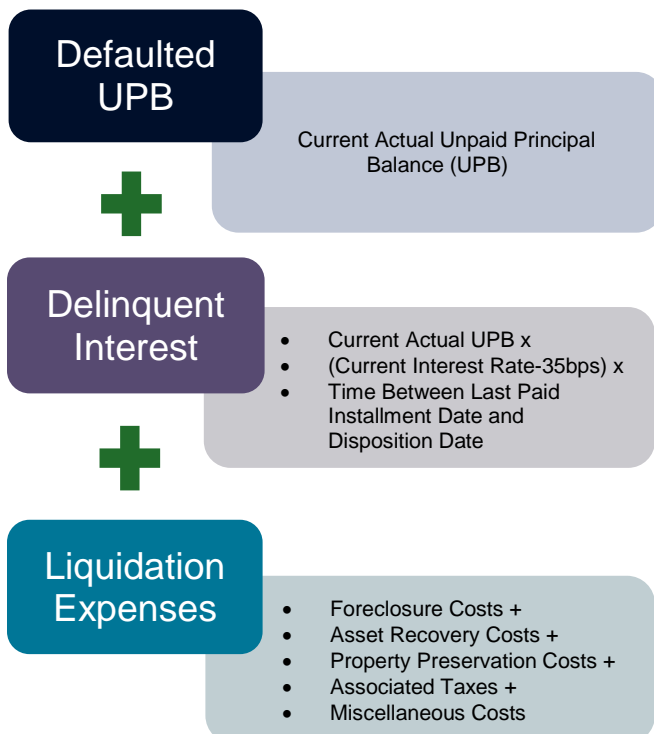 Defaulted
UPB
Current Actual Unpaid Principal
Balance (UPB)
Delinquent
Interest
• Current Actual UPB x
• (Current Interest Rate-35bps) x
• Time Between Last Paid
Installment Date and
Disposition Date
Liquidation
Expenses
• Foreclosure Costs +
• Asset Recovery Costs +
• Property Preservation Costs +
• Associated Taxes +
• Miscellaneous Costs